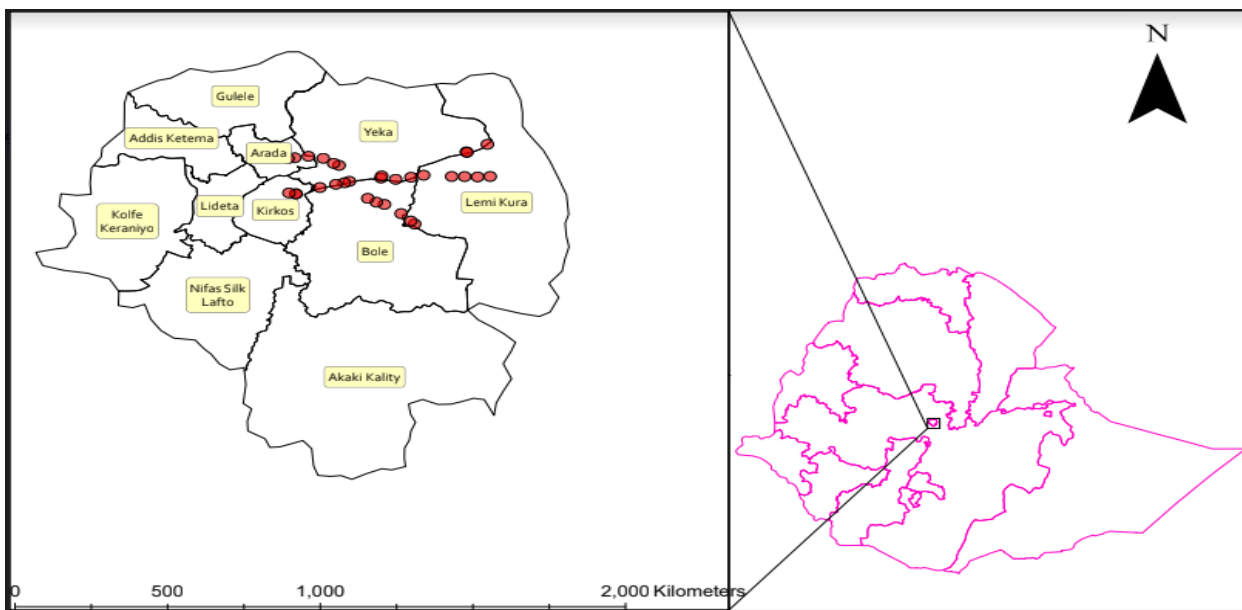 N
Gulele
Yeka
Addis Ketema
Arada
Lideta
Kirkos
Lemi Kura
Kolfe
Keraniyo
Bole
Nifas Silk
Lafto
Akaki Kality
0 500 1,000 2,000 Kilometers